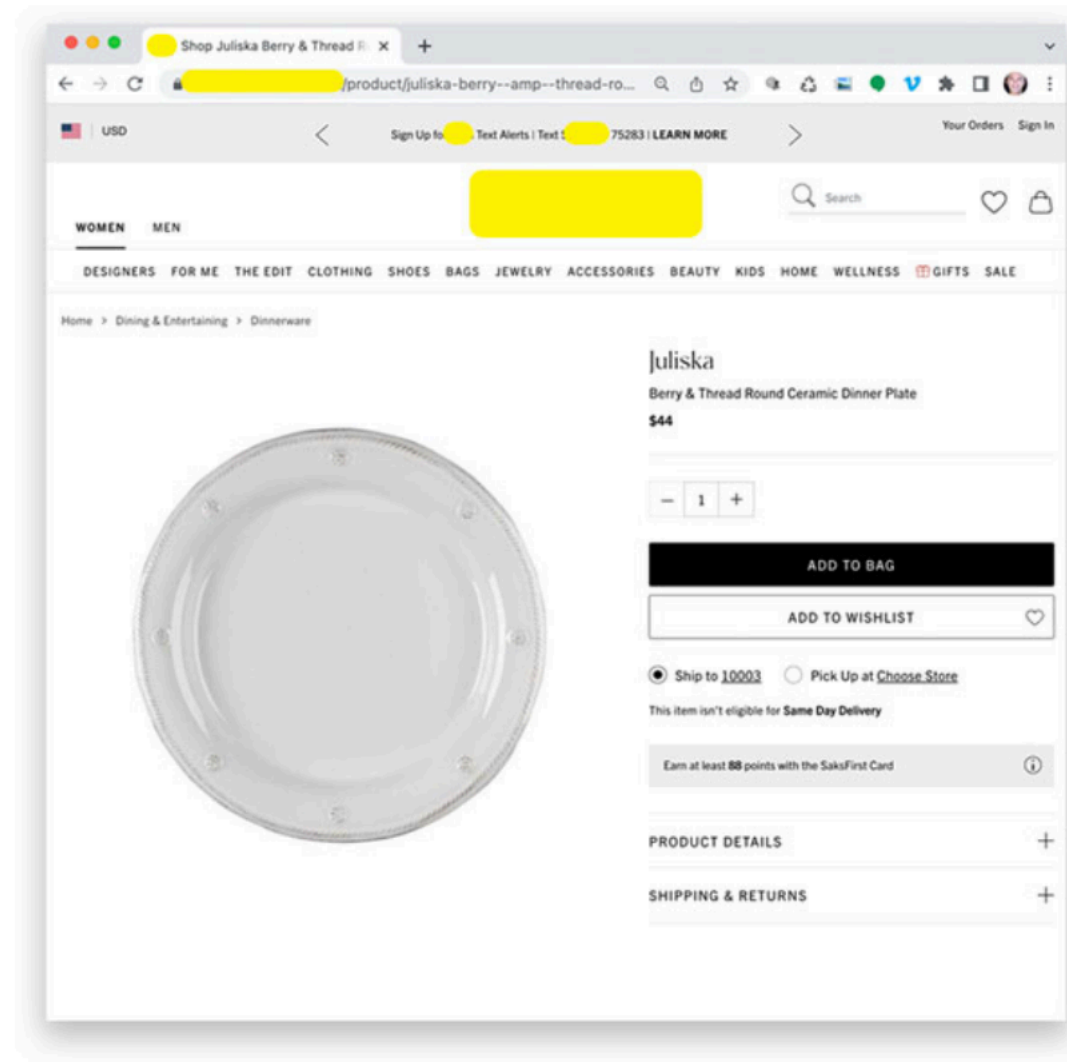 Shop Juliska Berry & Thread R
/product/juliska-berry--amp--thread-ro...
USD
Sign Up fo Text Alerts | Text 75283 | LEARN MORE
Your Orders Sign In
Search
WOMEN MEN
DESIGNERS FOR ME THE EDIT CLOTHING SHOES BAGS JEWELRY ACCESSORIES BEAUTY KIDS HOME WELLNESS GIFTS SALE
Home > Dining & Entertaining > Dinnerware
Juliska
Berry & Thread Round Ceramic Dinner Plate
$44
− 1 +
ADD TO BAG
ADD TO WISHLIST
Ship to 10003 Pick Up at Choose Store
This item isn't eligible for Same Day Delivery
Earn at least 88 points with the SaksFirst Card
PRODUCT DETAILS +
SHIPPING & RETURNS +